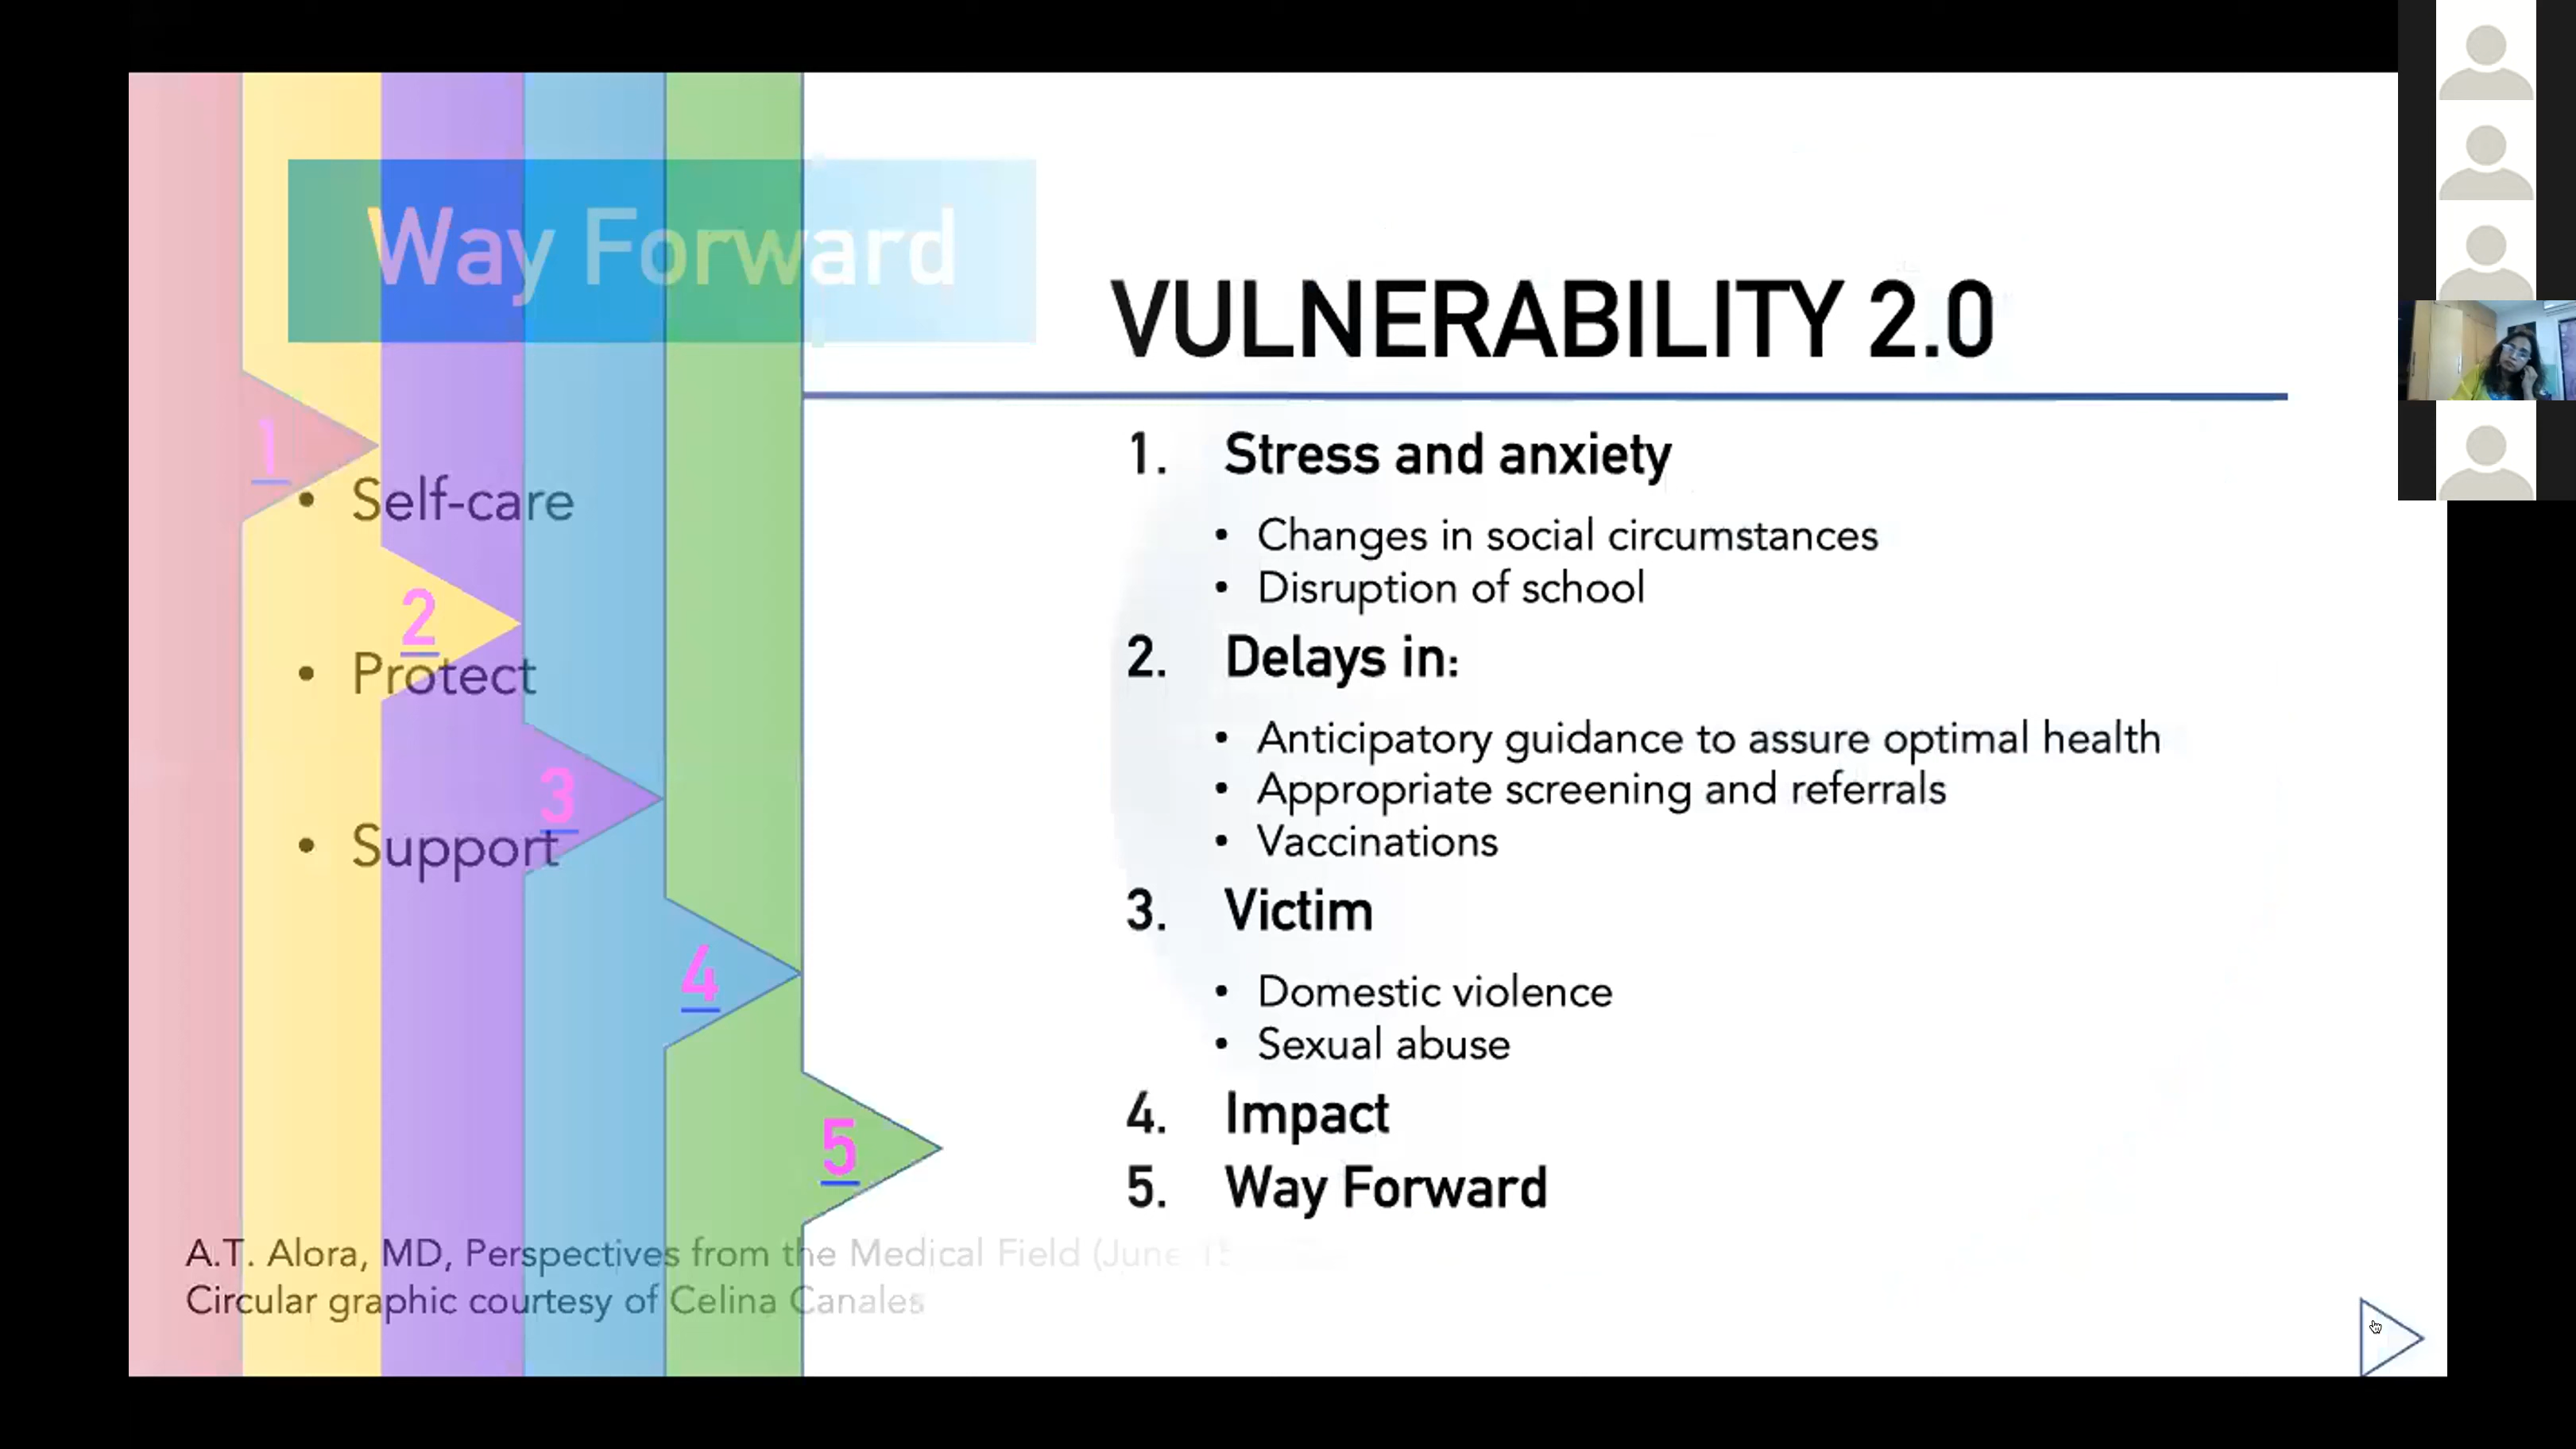 Way Forward
1
• Self-care
2
• Protect
3
• Support
4
5
A.T. Alora, MD, Perspectives from the Medical Field (June 15
Circular graphic courtesy of Celina Canales
VULNERABILITY 2.0
1. Stress and anxiety
• Changes in social circumstances
• Disruption of school
2. Delays in:
• Anticipatory guidance to assure optimal health
• Appropriate screening and referrals
• Vaccinations
3. Victim
• Domestic violence
• Sexual abuse
4. Impact
5. Way Forward